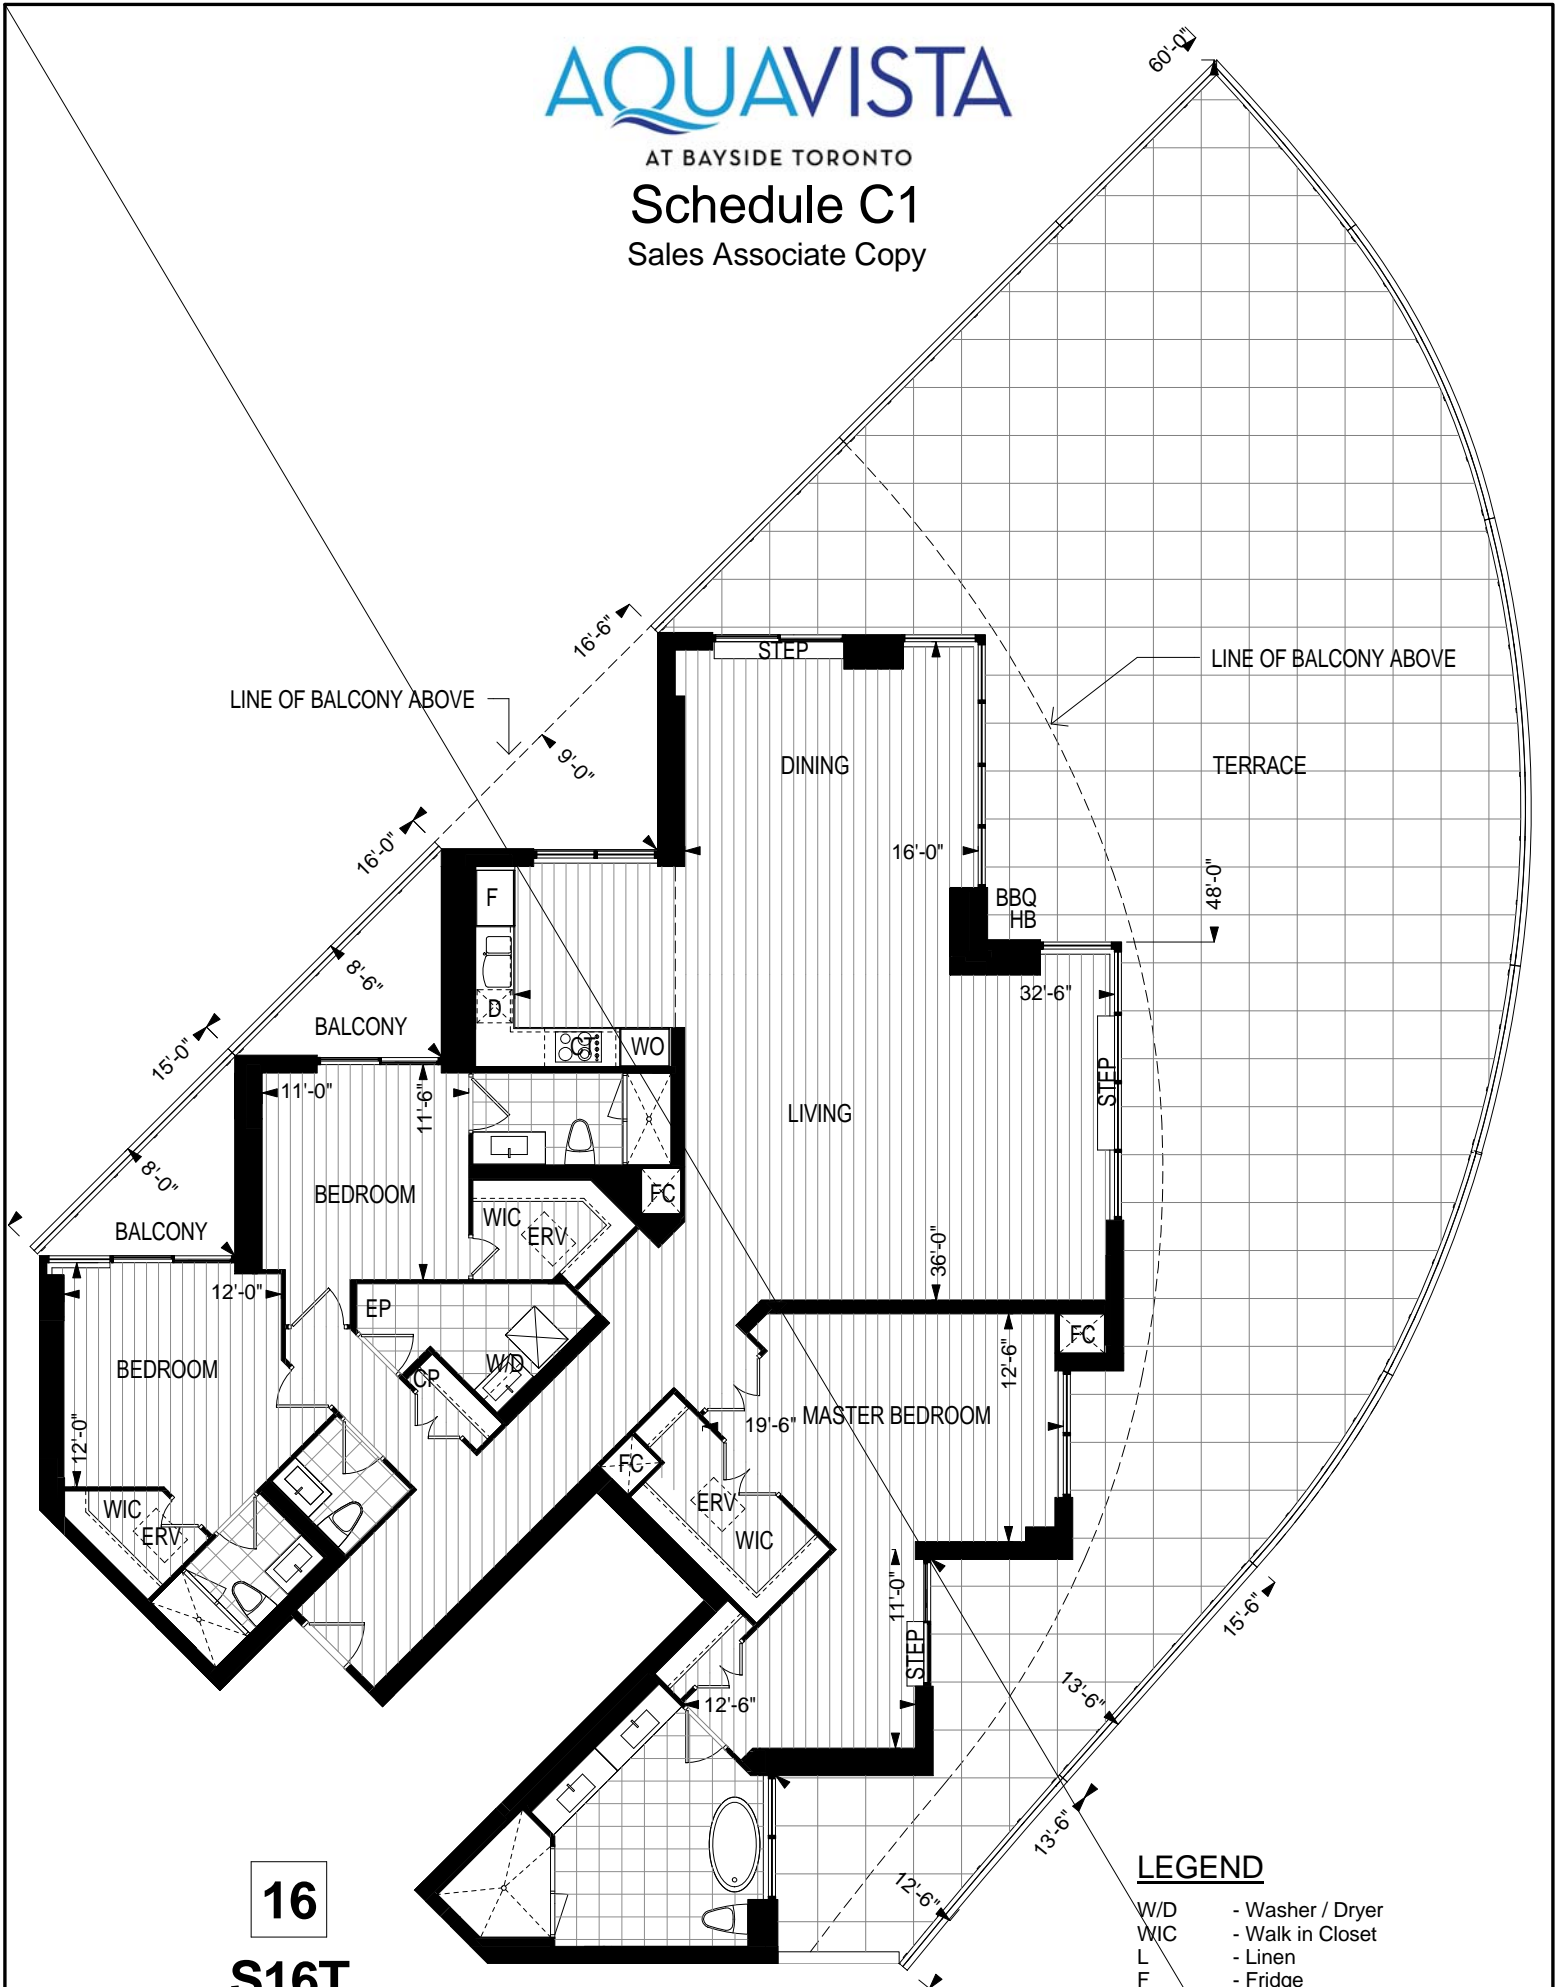 AQUAVISTA
AT BAYSIDE TORONTO
Schedule C1
Sales Associate Copy
60'-0"
16'-6"
STEP
LINE OF BALCONY ABOVE
LINE OF BALCONY ABOVE
9'-0"
DINING
TERRACE
16'-0"
16'-0"
48'-0"
F
BBQ
HB
8'-6"
32'-6"
D
BALCONY
CT
WO
15'-0"
11'-0"
11'-6"
STEP
LIVING
8'-0"
BEDROOM
FC
WIC
ERV
BALCONY
36'-0"
12'-0"
EP
FC
W/D
12'-6"
BEDROOM
CP
19'-6"
MASTER BEDROOM
12'-0"
FC
ERV
WIC
WIC
ERV
11'-0"
15'-6"
STEP
13'-6"
12'-6"
13'-6"
12'-6"
16
S16T
LEGEND
W/D - Washer / Dryer
WIC - Walk in Closet
L - Linen
F - Fridge